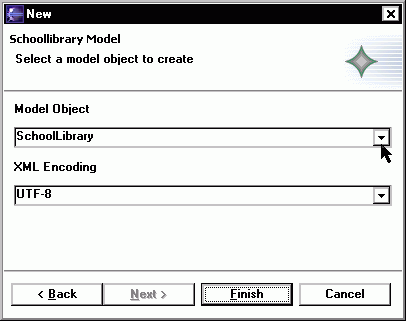 New
Schoollibrary Model
Select a model object to create
Model Object
SchoolLibrary
XML Encoding
UTF-8
< Back
Next >
Finish
Cancel